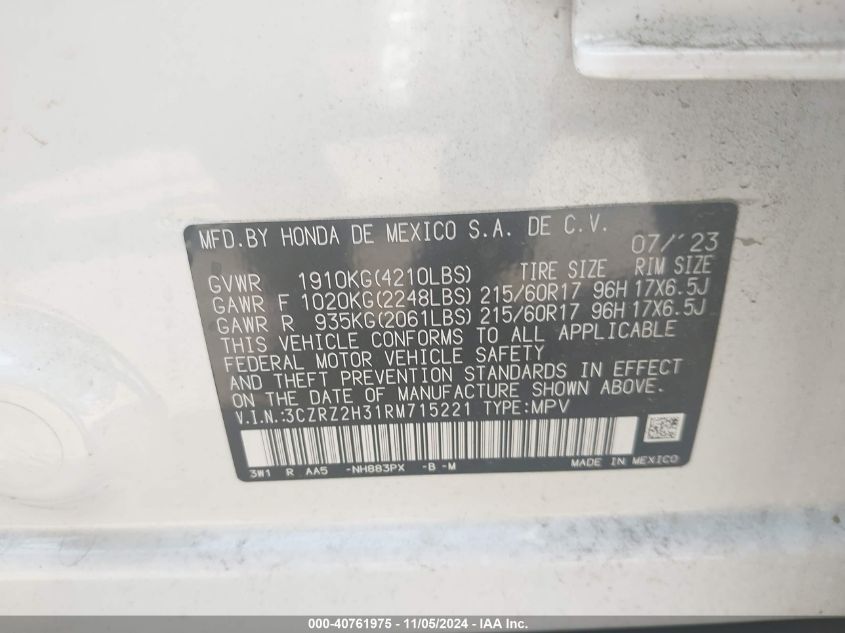 MFD. BY HONDA DE MEXICO S.A. DE C.V. 07/'23
TIRE SIZE RIM SIZE
GVWR 1910KG(4210LBS)
GAWR F 1020KG(2248LBS) 215/60R17 96H 17X6.5J
GAWR R 935KG(2061LBS) 215/60R17 96H 17X6.5J
THIS VEHICLE CONFORMS TO ALL APPLICABLE
FEDERAL MOTOR VEHICLE SAFETY
AND THEFT PREVENTION STANDARDS IN EFFECT
ON THE DATE OF MANUFACTURE SHOWN ABOVE.
V.I.N.:3CZRZ2H31RM715221 TYPE:MPV
3W1 R AA5 -NH883PX -B -M MADE IN MEXICO
000-40761975 - 11/05/2024 - IAA Inc.